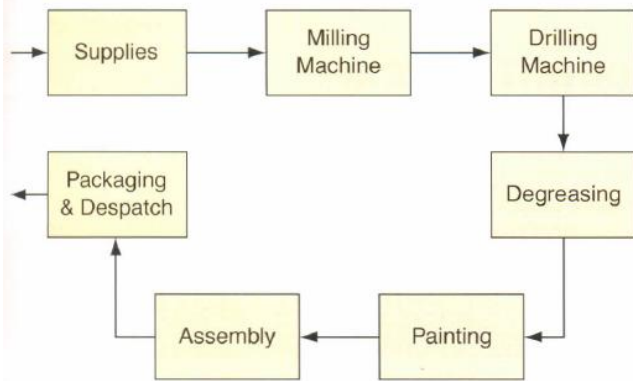 Supplies
Milling
Machine
Drilling
Machine
Degreasing
Painting
Assembly
Packaging
& Despatch